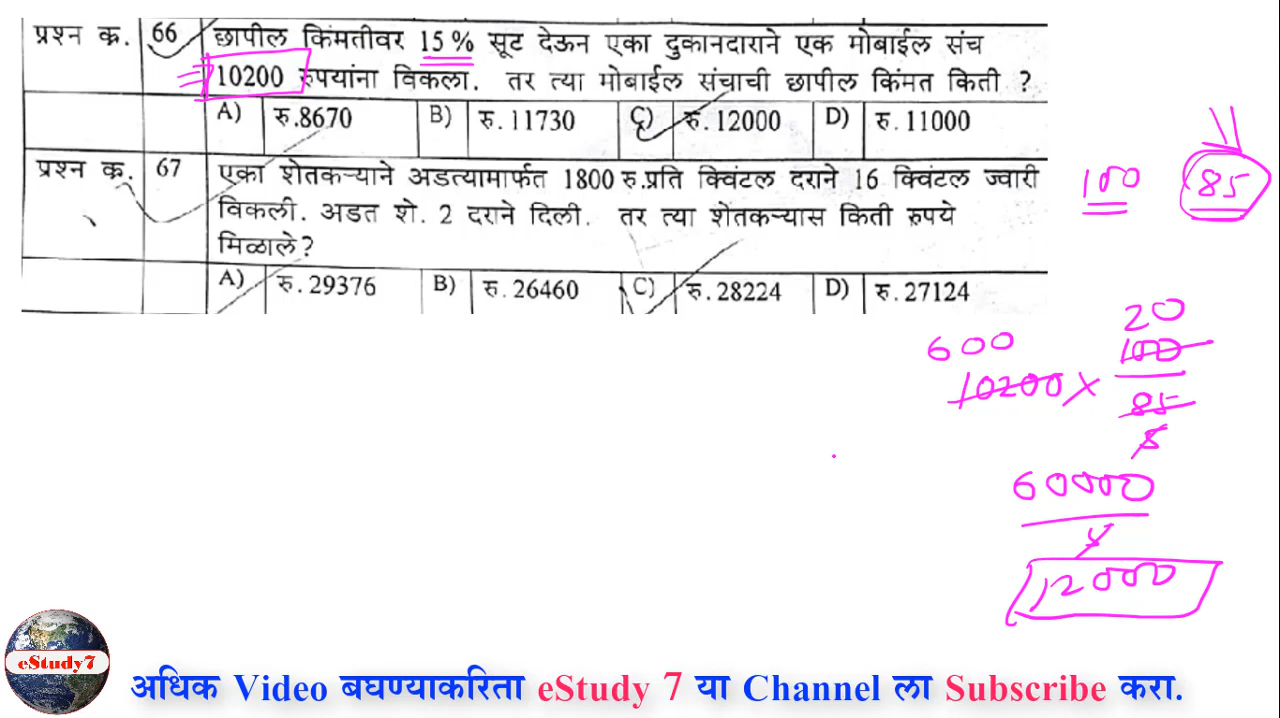 प्रश्न क्र. 66 छापील किंमतीवर 15 % सूट देऊन एका दुकानदाराने एक मोबाईल संच
10200 रुपयांना विकला. तर त्या मोबाईल संचाची छापील किंमत किती ?
A) रु.8670 B) रु. 11730 C) रु. 12000 D) रु. 11000
प्रश्न क्र. 67 एका शेतकऱ्याने अडत्यामार्फत 1800 रु.प्रति क्विंटल दराने 16 क्विंटल ज्वारी
विकली. अडत शे. 2 दराने दिली. तर त्या शेतकऱ्यास किती रुपये
मिळाले?
A) रु. 29376 B) रु. 26460 C) रु. 28224 D) रु. 27124
100 85
600 20
10200 × 100
85
60000
12000
eStudy7
अधिक Video बघण्याकरिता eStudy 7 या Channel ला Subscribe करा.